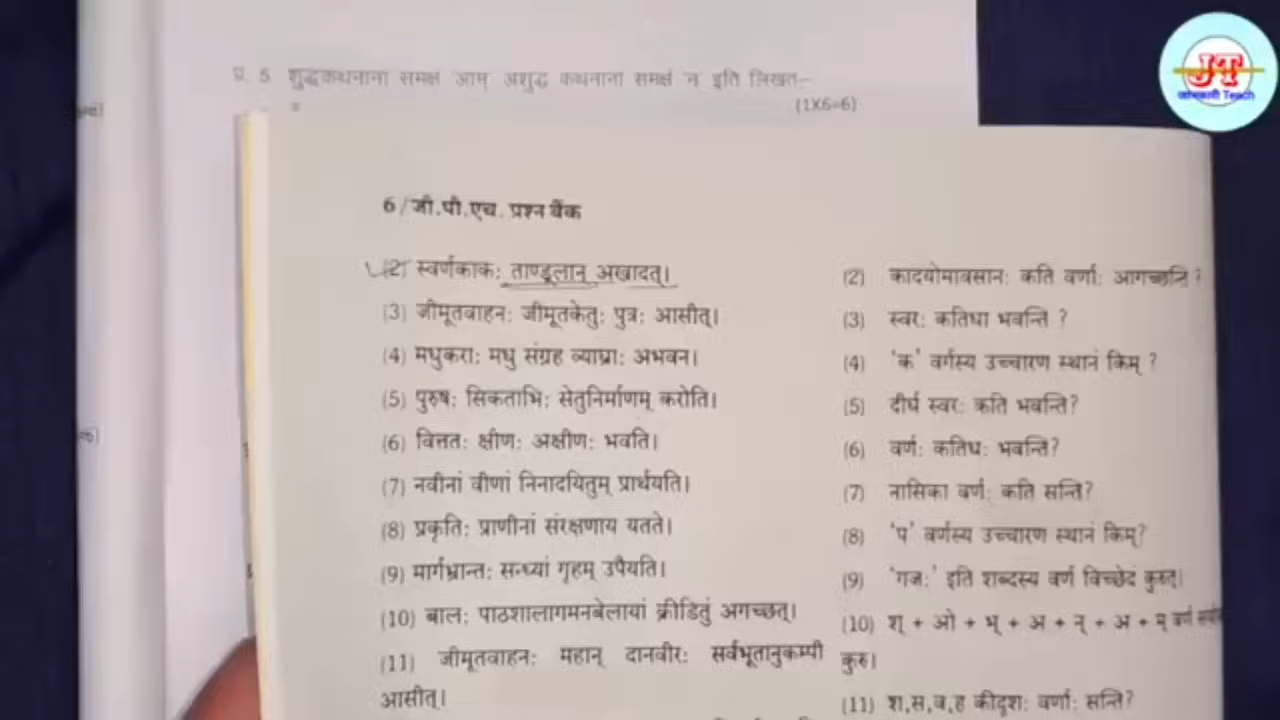 प्र. 5 शुद्धकथनानां समक्षं 'आम्' अशुद्ध कथनानां समक्षं 'न' इति लिखत-
(1X6=6)
JT
जानकारी Teach
6/जी.पी.एच. प्रश्न बैंक
(2) स्वर्णकाकः ताण्डूलान् अखादत्।
(3) जीमूतवाहनः जीमूतकेतुः पुत्रः आसीत्।
(4) मधुकराः मधु संग्रह व्याघ्राः अभवन।
(5) पुरुषः सिकताभिः सेतुनिर्माणम् करोति।
(6) वित्ततः क्षीणः अक्षीणः भवति।
(7) नवीनां वीणां निनादयितुम् प्रार्थयति।
(8) प्रकृतिः प्राणीनां संरक्षणाय यतते।
(9) मार्गभ्रान्तः सन्ध्यां गृहम् उपैयति।
(10) बालः पाठशालागमनबेलायां क्रीडितुं अगच्छत्।
(11) जीमूतवाहनः महान् दानवीरः सर्वभूतानुकम्पी
आसीत्।
(2) कादयोमावसानः कति वर्णाः आगच्छन्ति ?
(3) स्वरः कतिधा भवन्ति ?
(4) 'क' वर्गस्य उच्चारण स्थानं किम् ?
(5) दीर्घ स्वरः कति भवन्ति?
(6) वर्णः कतिधः भवन्ति?
(7) नासिका वर्णः कति सन्ति?
(8) 'प' वर्णस्य उच्चारण स्थानं किम्?
(9) 'गजः' इति शब्दस्य वर्ण विच्छेदं कुरुत्।
(10) श् + ओ + भ् + अ + न् + अ + म् वर्ण
कुरु।
(11) श,स,व,ह कीदृशः वर्णाः सन्ति?